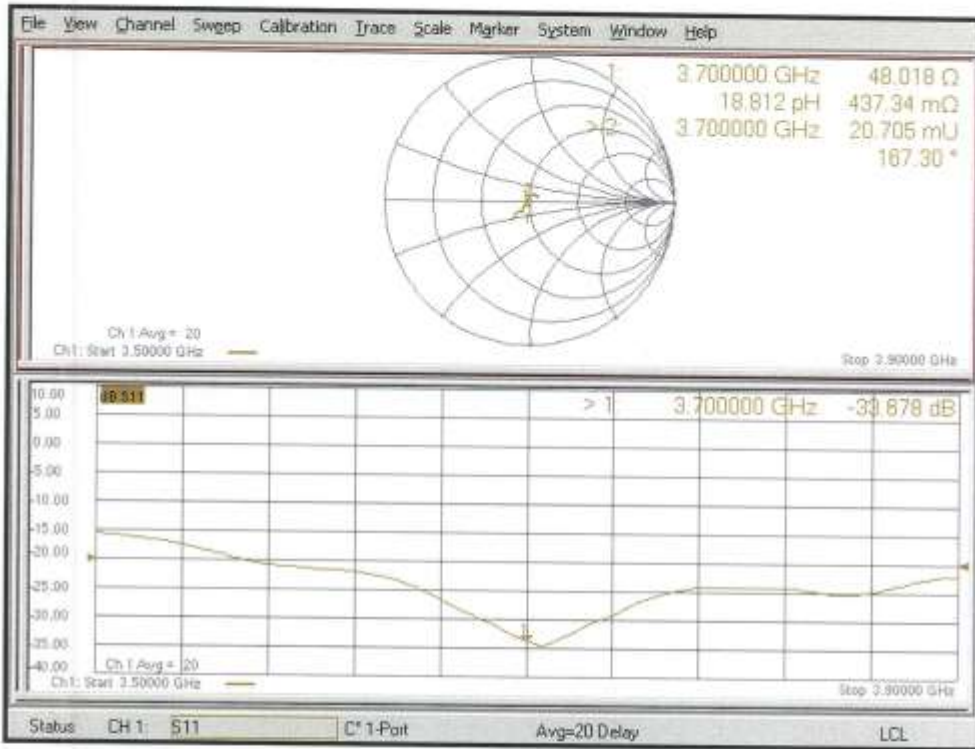 File View Channel Sweep Calibration Trace Scale Marker System Window Help
1: 3.700000 GHz 48.018 Ω
18.812 pH 437.34 mΩ
> 2: 3.700000 GHz 20.705 mU
167.30 °
Ch 1 Avg = 20
Ch1: Start 3.50000 GHz
Stop 3.90000 GHz
10.00
dB S11
> 1 3.700000 GHz -33.678 dB
5.00
0.00
-5.00
-10.00
-15.00
-20.00
-25.00
-30.00
1
-35.00
-40.00
Ch 1 Avg = 20
Ch1: Start 3.50000 GHz
Stop 3.90000 GHz
Status CH 1: S11 C* 1-Port Avg=20 Delay LCL